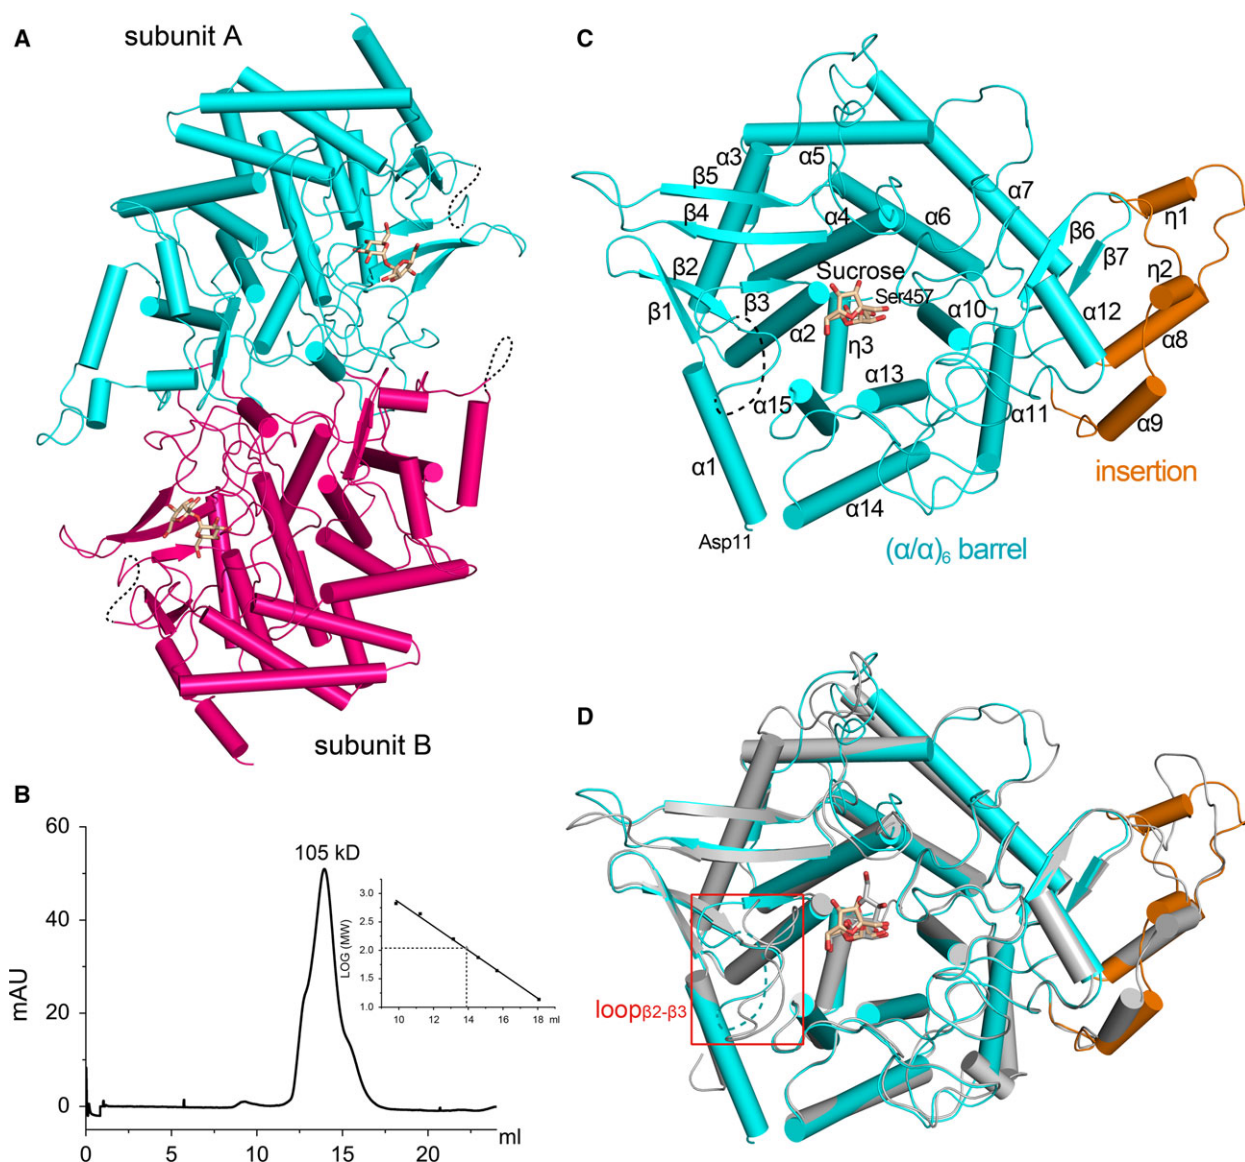 A
subunit A
subunit B
B
60
40
20
0
mAU
105 kD
3.0
2.5
2.0
1.5
1.0
LOG (MW)
10
12
14
16
18
ml
0
5
10
15
20
ml
C
α3
α5
β5
β4
α4
α6
α7
η1
β6
β7
η2
β2
β1
β3
Sucrose
Ser457
α2
α10
α12
α8
η3
α13
α15
α11
α9
α1
α14
insertion
Asp11
(α/α)₆ barrel
D
loopβ2-β3